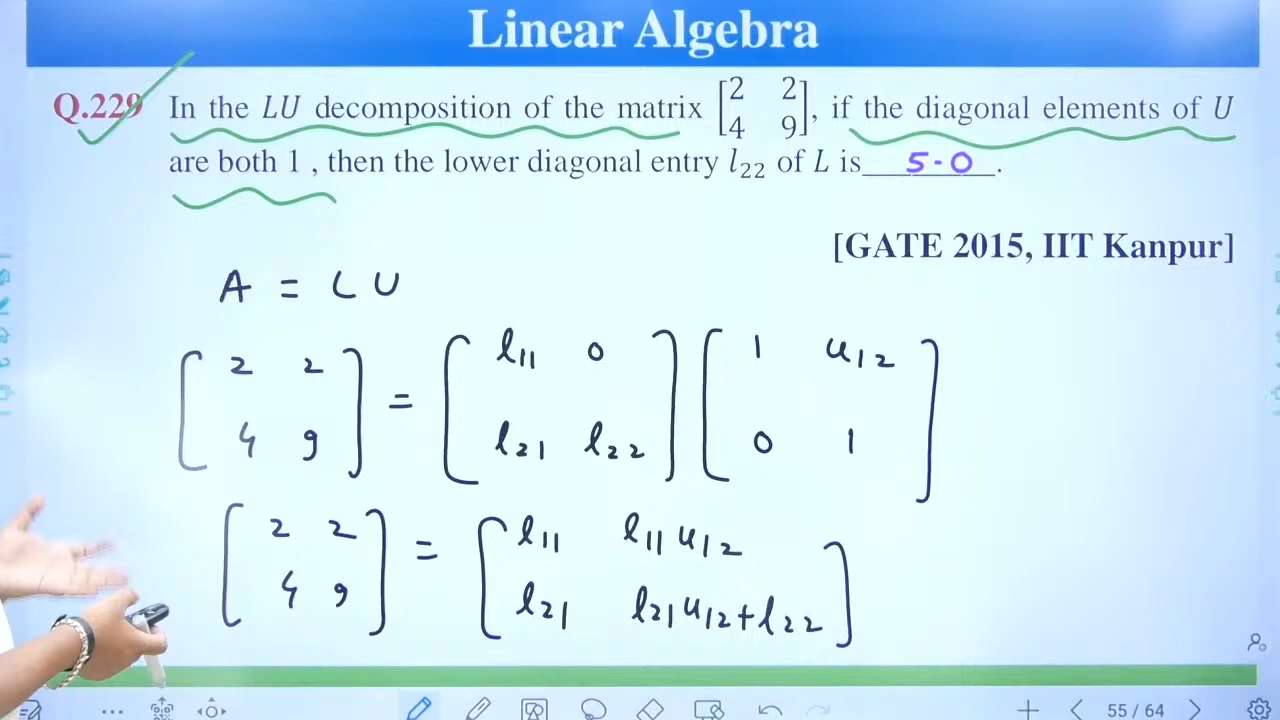 Linear Algebra
Q.229 In the LU decomposition of the matrix [2 2
4 9], if the diagonal elements of U
are both 1 , then the lower diagonal entry l₂₂ of L is 5.0 .
[GATE 2015, IIT Kanpur]
A = L U
[2 2 = [l₁₁ 0 [1 u₁₂
4 9] l₂₁ l₂₂] 0 1]
[2 2 = [l₁₁ l₁₁u₁₂
4 9] l₂₁ l₂₁u₁₂+l₂₂]
55 / 64